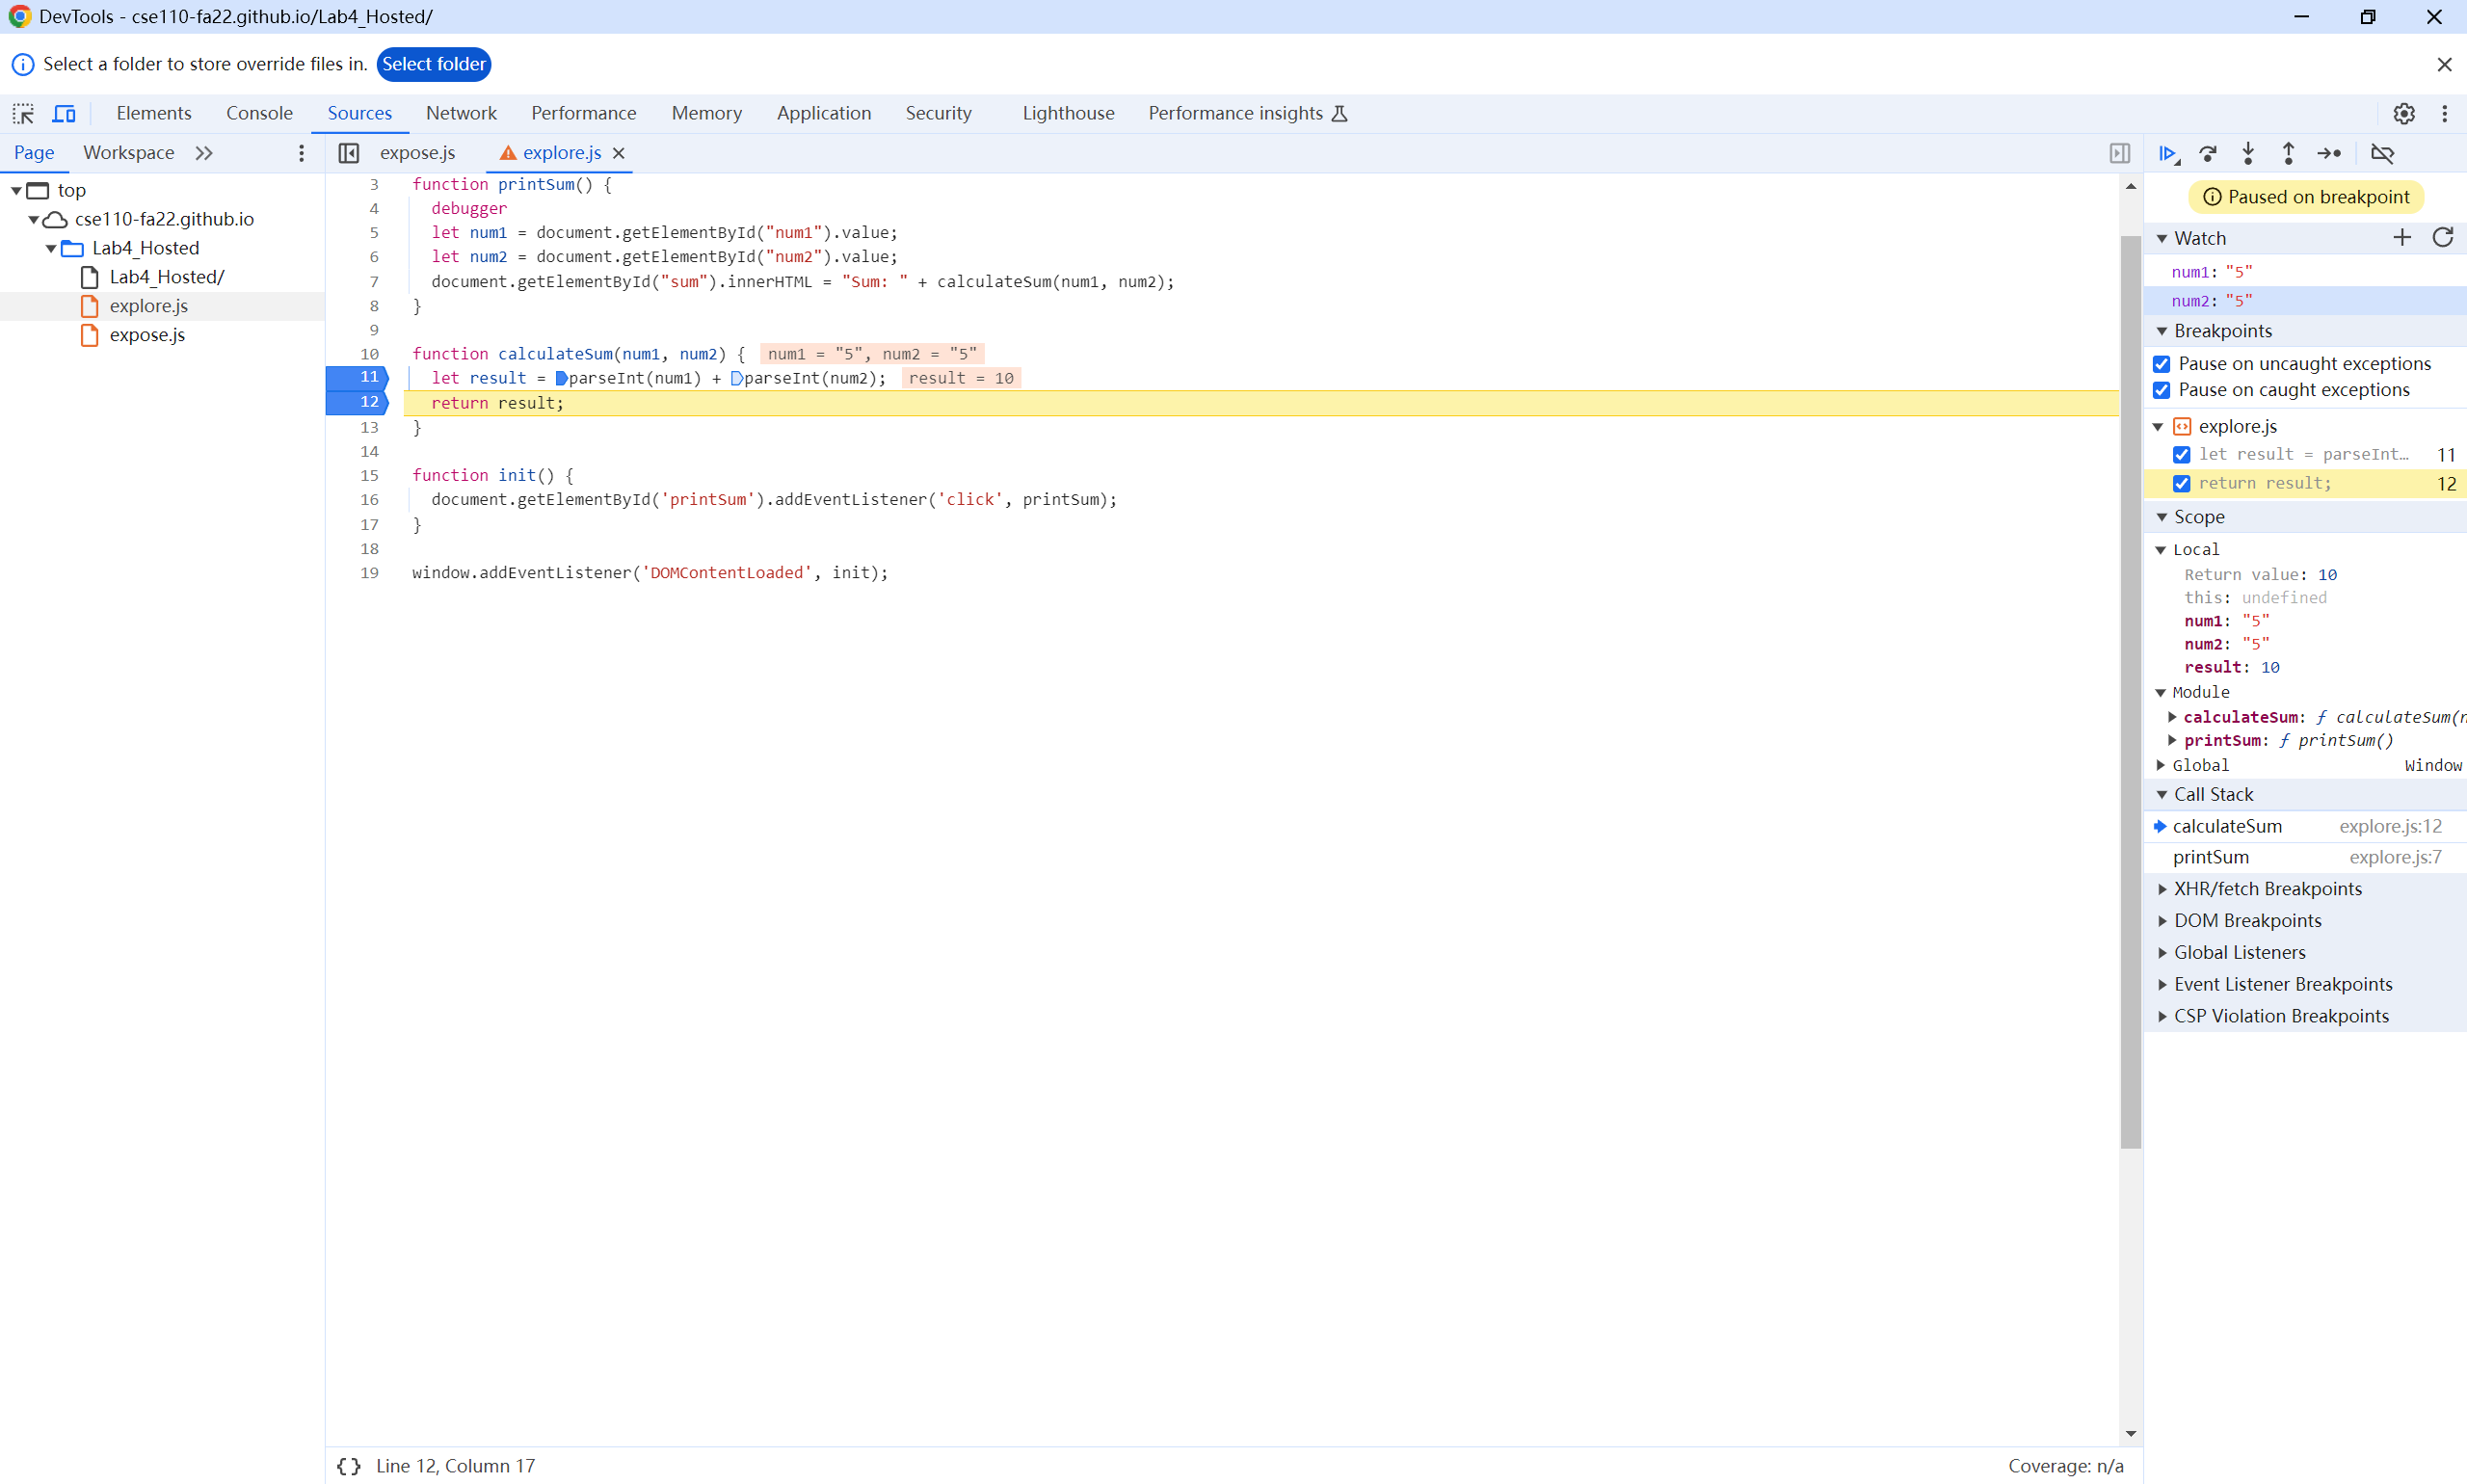 DevTools - cse110-fa22.github.io/Lab4_Hosted/
Select a folder to store override files in. Select folder
Elements Console Sources Network Performance Memory Application Security Lighthouse Performance insights
Page Workspace
top
cse110-fa22.github.io
Lab4_Hosted
Lab4_Hosted/
explore.js
expose.js
expose.js explore.js
3 function printSum() {
4 debugger
5 let num1 = document.getElementById("num1").value;
6 let num2 = document.getElementById("num2").value;
7 document.getElementById("sum").innerHTML = "Sum: " + calculateSum(num1, num2);
8 }
9
10 function calculateSum(num1, num2) { num1 = "5", num2 = "5"
11 let result = parseInt(num1) + parseInt(num2); result = 10
12 return result;
13 }
14
15 function init() {
16 document.getElementById('printSum').addEventListener('click', printSum);
17 }
18
19 window.addEventListener('DOMContentLoaded', init);
{} Line 12, Column 17
Coverage: n/a
Paused on breakpoint
Watch
num1: "5"
num2: "5"
Breakpoints
Pause on uncaught exceptions
Pause on caught exceptions
explore.js
let result = parseInt… 11
return result; 12
Scope
Local
Return value: 10
this: undefined
num1: "5"
num2: "5"
result: 10
Module
calculateSum: ƒ calculateSum(n
printSum: ƒ printSum()
Global Window
Call Stack
calculateSum explore.js:12
printSum explore.js:7
XHR/fetch Breakpoints
DOM Breakpoints
Global Listeners
Event Listener Breakpoints
CSP Violation Breakpoints